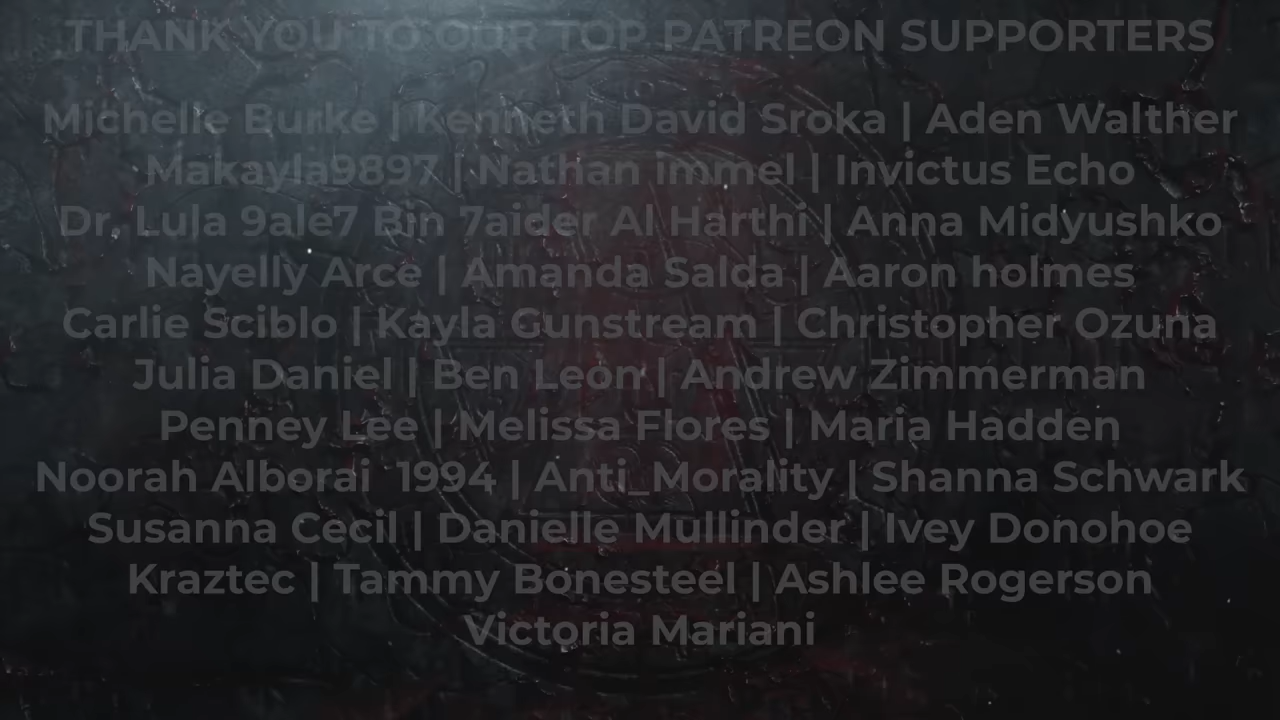 THANK YOU TO OUR TOP PATREON SUPPORTERS
Michelle Burke | Kenneth David Sroka | Aden Walther
Makayla9897 | Nathan Immel | Invictus Echo
Dr. Lula 9ale7 Bin 7aider Al Harthi | Anna Midyushko
Nayelly Arce | Amanda Salda | Aaron holmes
Carlie Sciblo | Kayla Gunstream | Christopher Ozuna
Julia Daniel | Ben Leon | Andrew Zimmerman
Penney Lee | Melissa Flores | Maria Hadden
Noorah Alborai  1994 | Anti_Morality | Shanna Schwark
Susanna Cecil | Danielle Mullinder | Ivey Donohoe
Kraztec | Tammy Bonesteel | Ashlee Rogerson
Victoria Mariani